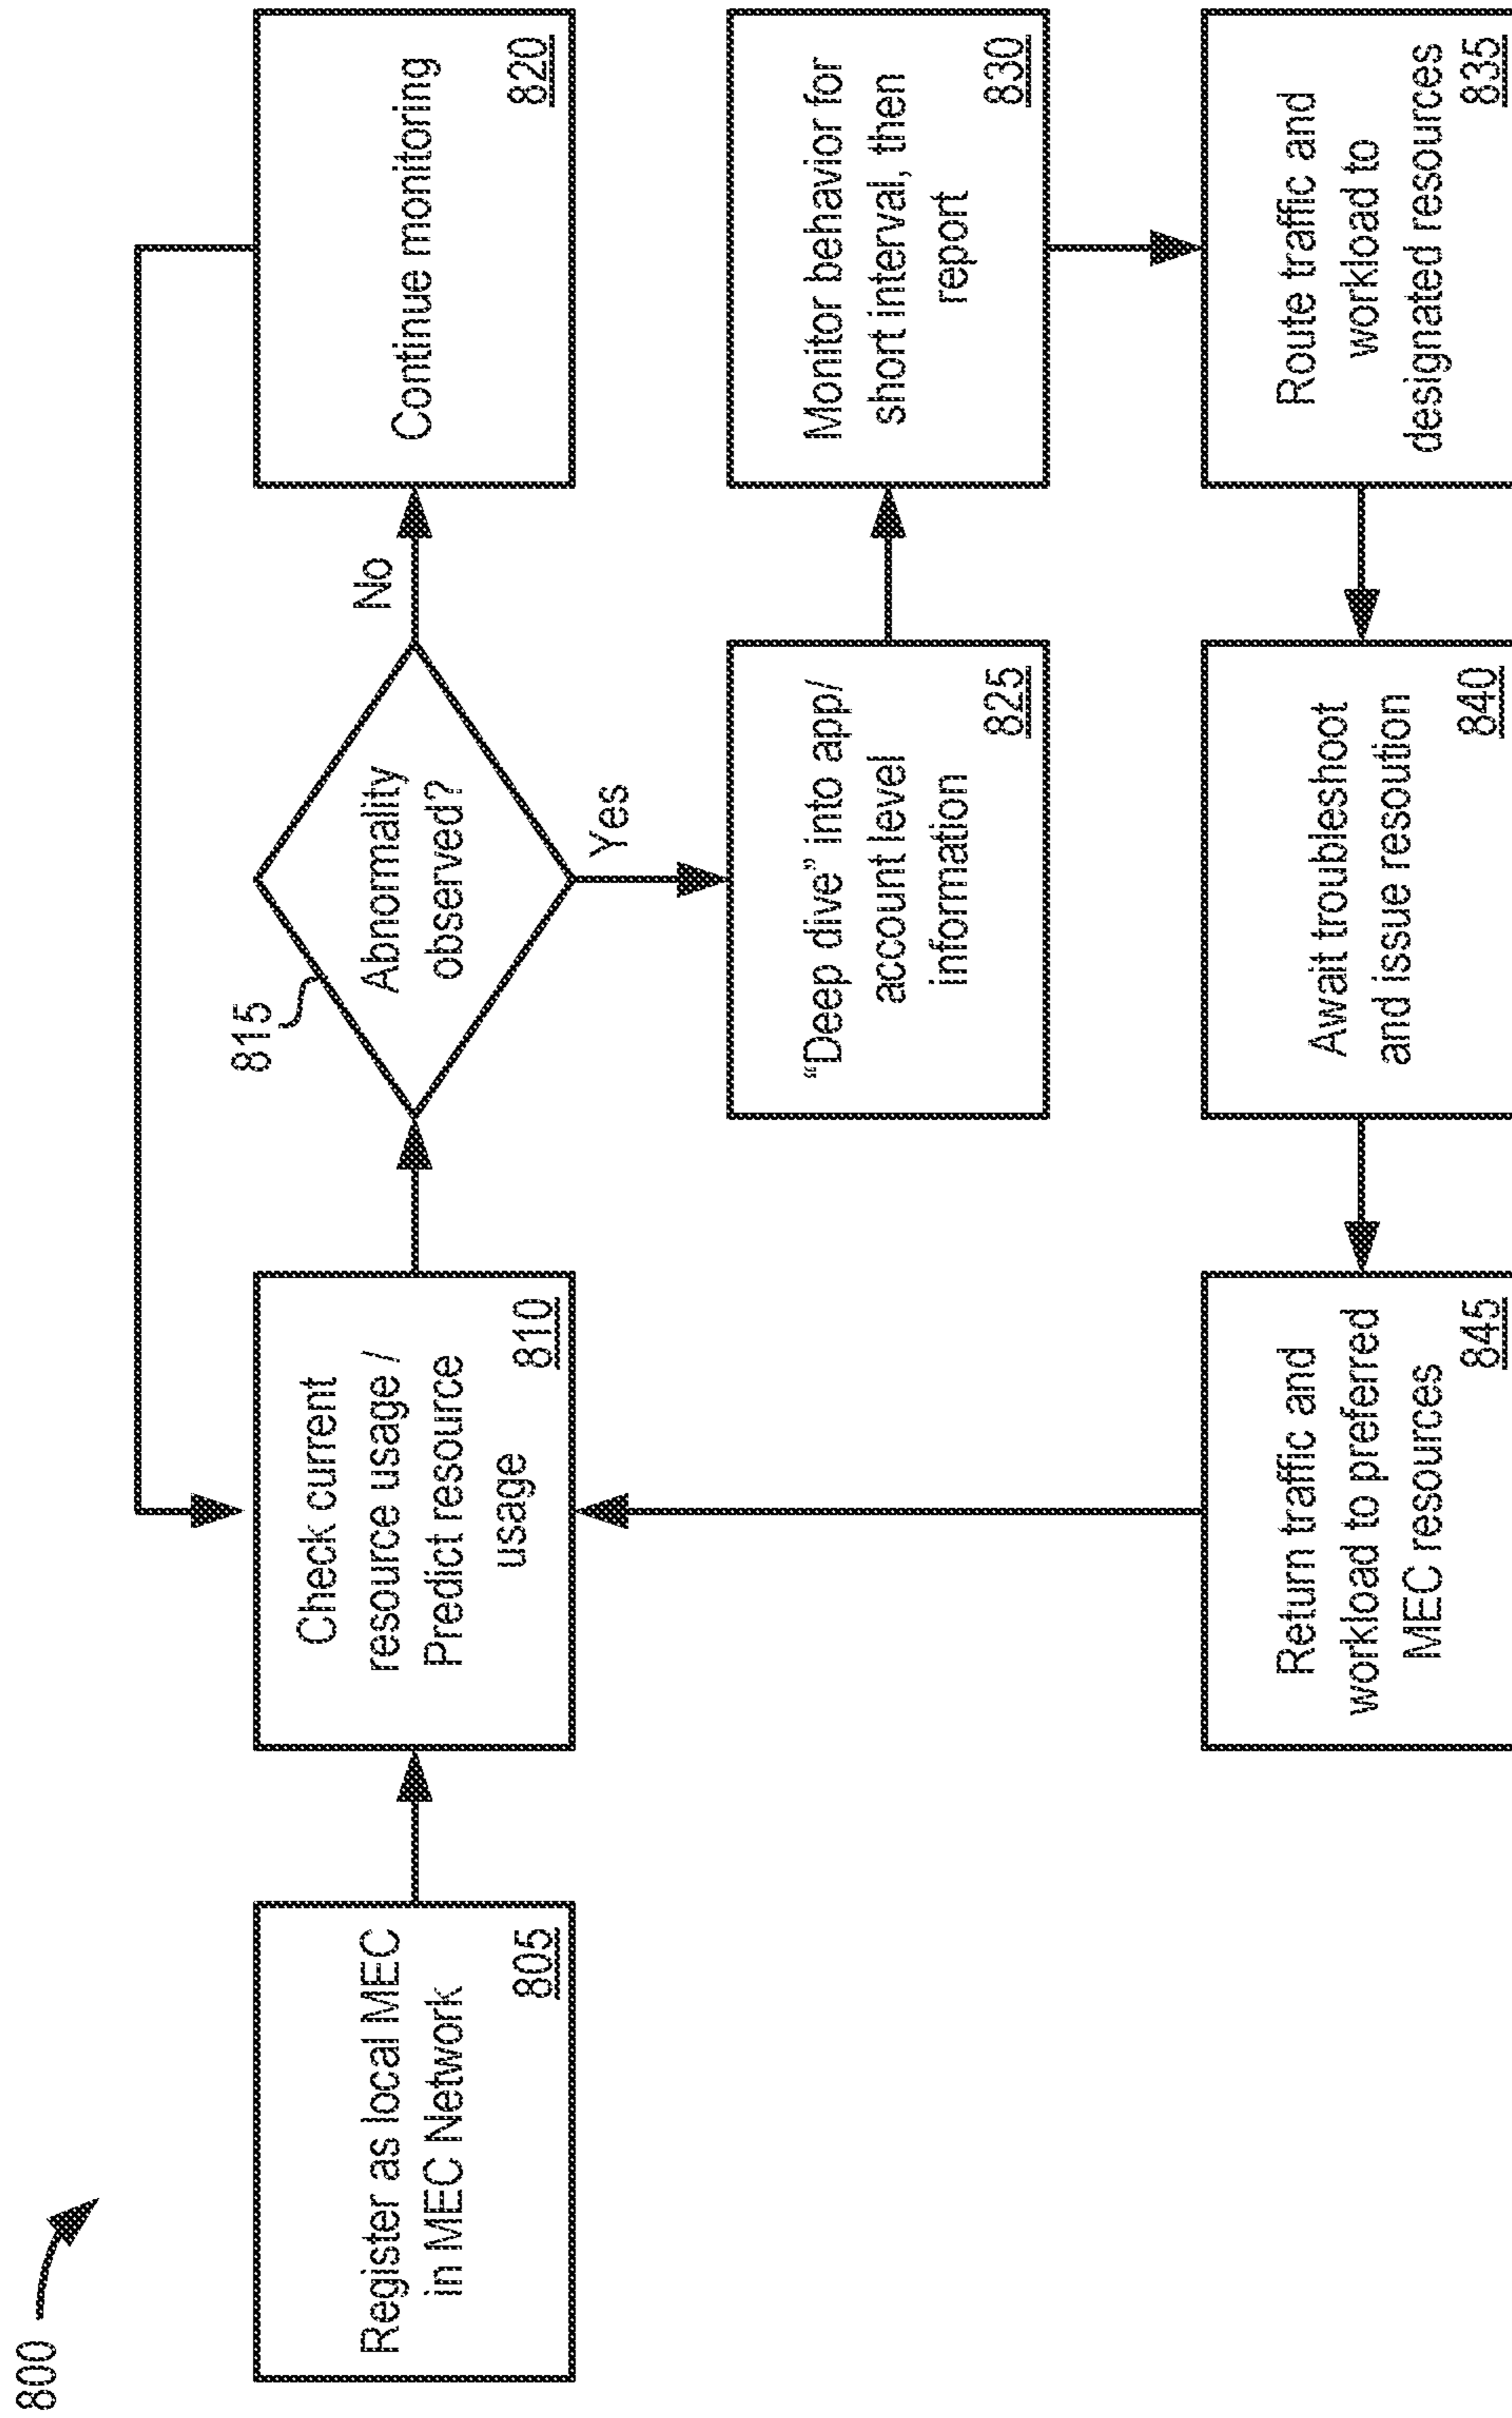 800
Register as local MEC
in MEC Network
805
Check current
resource usage /
Predict resource
usage
810
815
Abnormality
observed?
No
Yes
Continue monitoring
820
“Deep dive” into app/
account level
information
825
Monitor behavior for
short interval, then
report
830
Route traffic and
workload to
designated resources
835
Await troubleshoot
and issue resoution
840
Return traffic and
workload to preferred
MEC resources
845